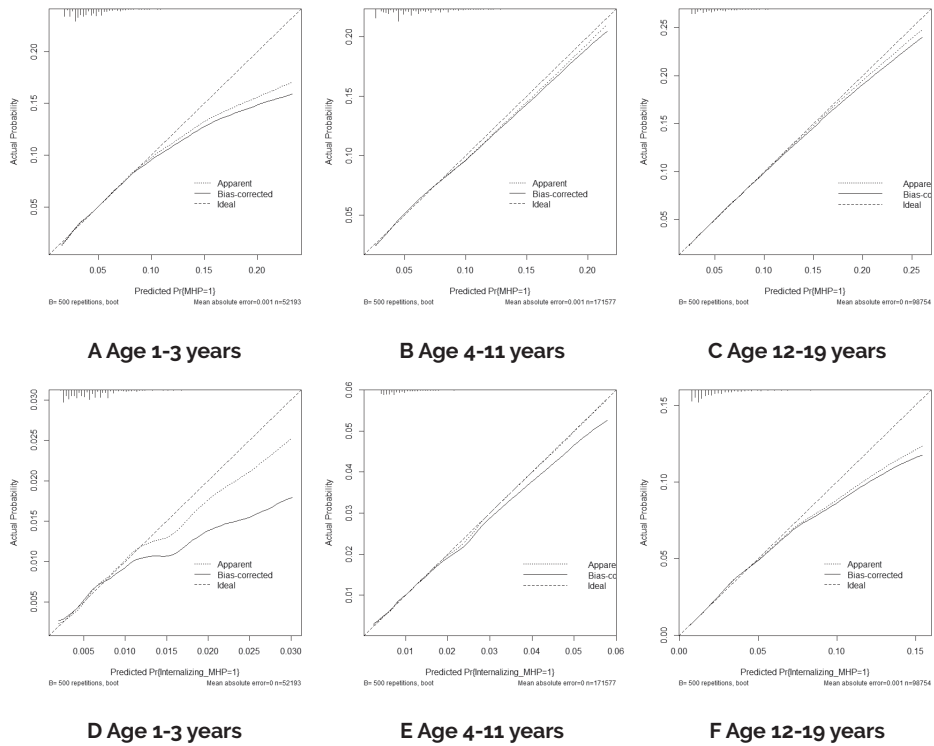 0.05 0.10 0.15 0.20
Actual Probability
Apparent
Bias-corrected
Ideal
0.05 0.10 0.15 0.20
Predicted Pr{MHP=1}
B= 500 repetitions, boot Mean absolute error=0.001 n=52193
A Age 1-3 years
0.05 0.10 0.15 0.20
Actual Probability
Apparent
Bias-corrected
Ideal
0.05 0.10 0.15 0.20
Predicted Pr{MHP=1}
B= 500 repetitions, boot Mean absolute error=0.001 n=171577
B Age 4-11 years
0.05 0.10 0.15 0.20 0.25
Actual Probability
Appare
Bias-co
Ideal
0.05 0.10 0.15 0.20 0.25
Predicted Pr{MHP=1}
B= 500 repetitions, boot Mean absolute error=0 n=98754
C Age 12-19 years
0.005 0.010 0.015 0.020 0.025 0.030
Actual Probability
Apparent
Bias-corrected
Ideal
0.005 0.010 0.015 0.020 0.025 0.030
Predicted Pr{Internalizing_MHP=1}
B= 500 repetitions, boot Mean absolute error=0 n=52193
D Age 1-3 years
0.01 0.02 0.03 0.04 0.05 0.06
Actual Probability
Apparent
Bias-co
Ideal
0.01 0.02 0.03 0.04 0.05 0.06
Predicted Pr{Internalizing_MHP=1}
B= 500 repetitions, boot Mean absolute error=0 n=171577
E Age 4-11 years
0.00 0.05 0.10 0.15
Actual Probability
Apparent
Bias-corrected
Ideal
0.00 0.05 0.10 0.15
Predicted Pr{Internalizing_MHP=1}
B= 500 repetitions, boot Mean absolute error=0.001 n=98754
F Age 12-19 years